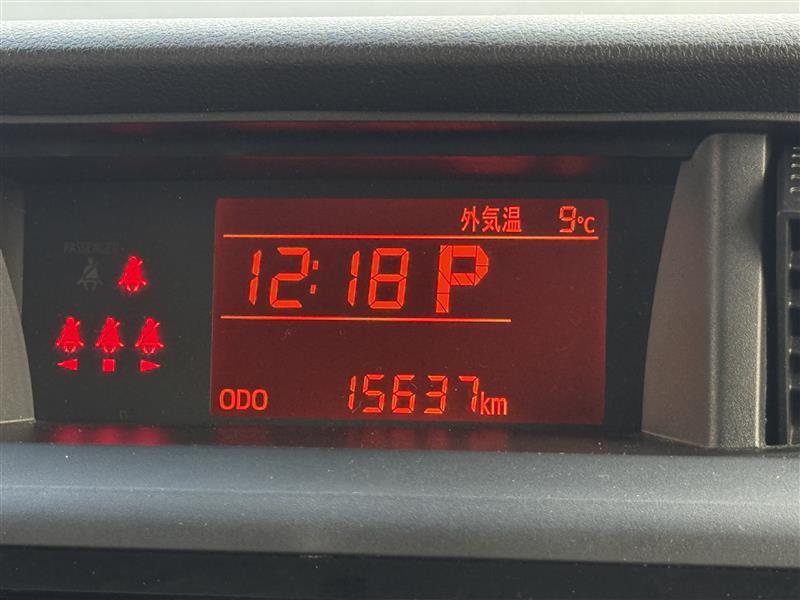 外気温 9°C
12:18 P
PASSENGER
ODO 15637km